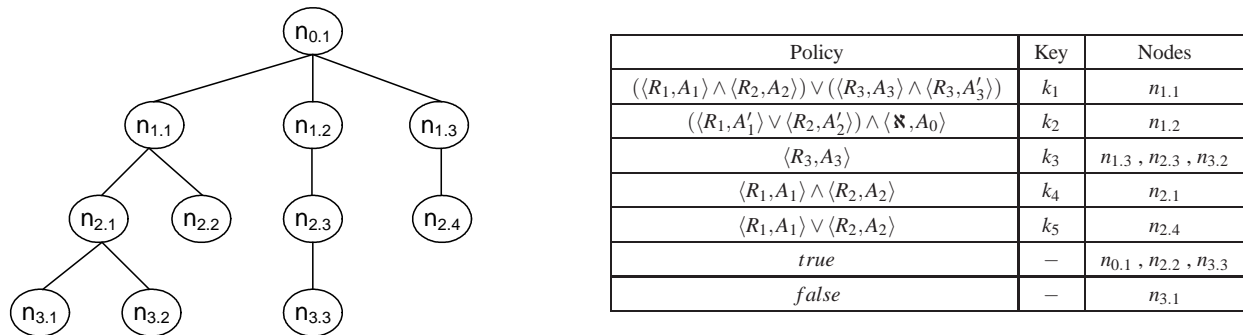 n0.1
n1.1 n1.2 n1.3
n2.1 n2.2 n2.3 n2.4
n3.1 n3.2 n3.3
Policy Key Nodes
(⟨R1,A1⟩ ∧ ⟨R2,A2⟩) ∨ (⟨R3,A3⟩ ∧ ⟨R3,A′3⟩) k1 n1.1
(⟨R1,A′1⟩ ∨ ⟨R2,A′2⟩) ∧ ⟨ℵ,A0⟩ k2 n1.2
⟨R3,A3⟩ k3 n1.3 , n2.3 , n3.2
⟨R1,A1⟩ ∧ ⟨R2,A2⟩ k4 n2.1
⟨R1,A1⟩ ∨ ⟨R2,A2⟩ k5 n2.4
true − n0.1 , n2.2 , n3.3
false − n3.1